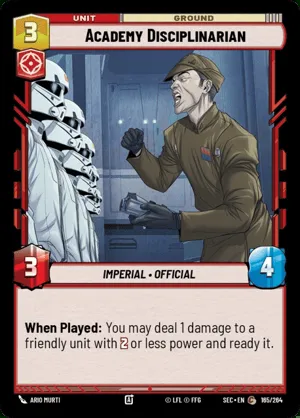 3
UNIT
GROUND
ACADEMY DISCIPLINARIAN
3
IMPERIAL • OFFICIAL
4
When Played: You may deal 1 damage to a
friendly unit with 2 or less power and ready it.
ARIO MURTI
© LFL © FFG
SEC • EN C 165/264